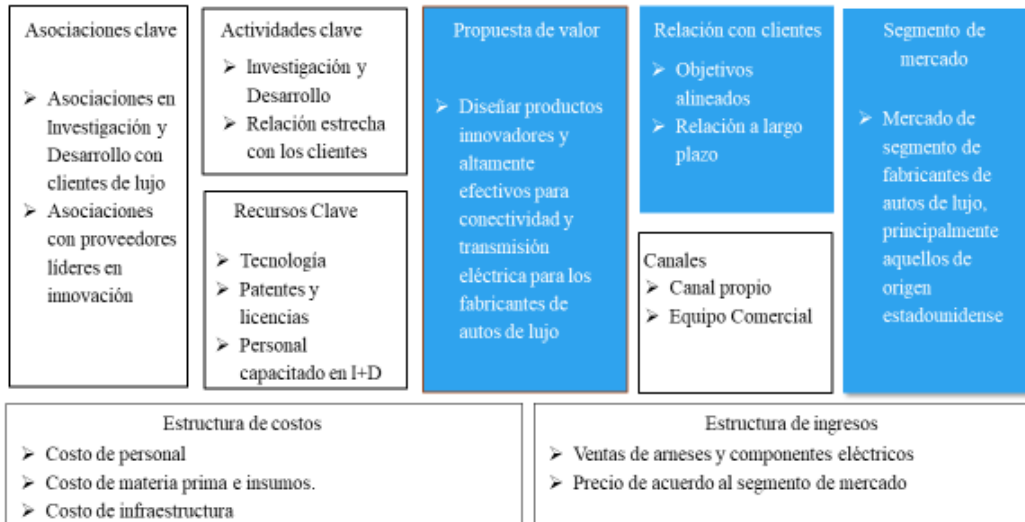 Asociaciones clave
➢ Asociaciones en
Investigación y
Desarrollo con
clientes de lujo
➢ Asociaciones
con proveedores
líderes en
innovación
Actividades clave
➢ Investigación y
Desarrollo
➢ Relación estrecha
con los clientes
Recursos Clave
➢ Tecnología
➢ Patentes y
licencias
➢ Personal
capacitado en I+D
Propuesta de valor
➢ Diseñar productos
innovadores y
altamente
efectivos para
conectividad y
transmisión
eléctrica para los
fabricantes de
autos de lujo
Relación con clientes
➢ Objetivos
alineados
➢ Relación a largo
plazo
Canales
➢ Canal propio
➢ Equipo Comercial
Segmento de
mercado
➢ Mercado de
segmento de
fabricantes de
autos de lujo,
principalmente
aquellos de
origen
estadounidense
Estructura de costos
➢ Costo de personal
➢ Costo de materia prima e insumos.
➢ Costo de infraestructura
Estructura de ingresos
➢ Ventas de arneses y componentes eléctricos
➢ Precio de acuerdo al segmento de mercado